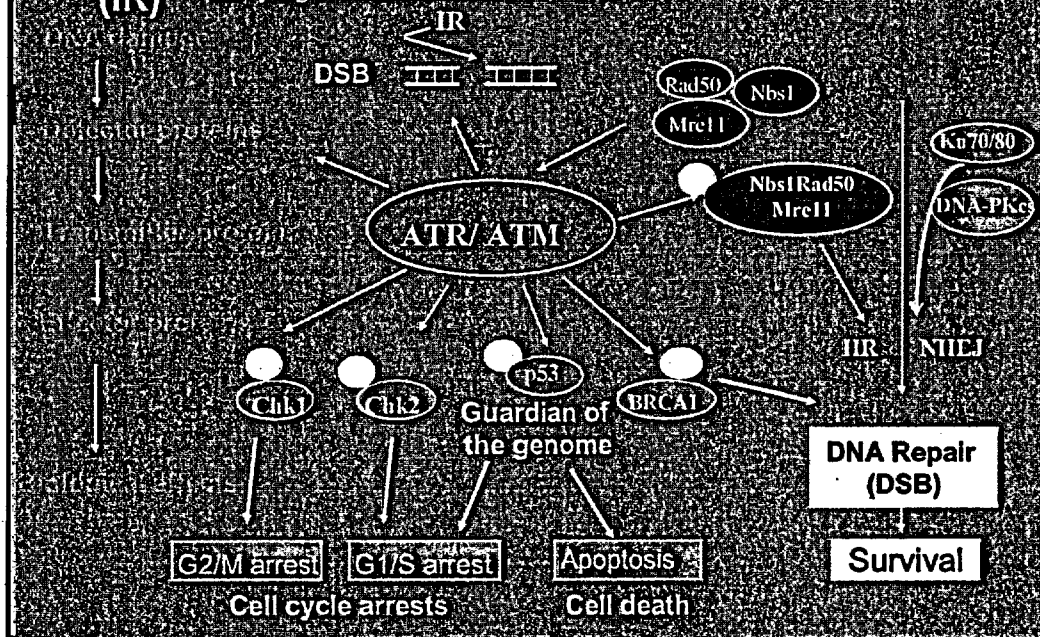 (IR)
IR
DSB
Rad50
Nbs1
Mre11
Ku70/80
Nbs1Rad50
Mre11
DNA-PKcs
ATR/ ATM
HR
NHEJ
p53
Chk1
Chk2
BRCA1
Guardian of
the genome
DNA Repair
(DSB)
G2/M arrest
G1/S arrest
Apoptosis
Survival
Cell cycle arrests
Cell death